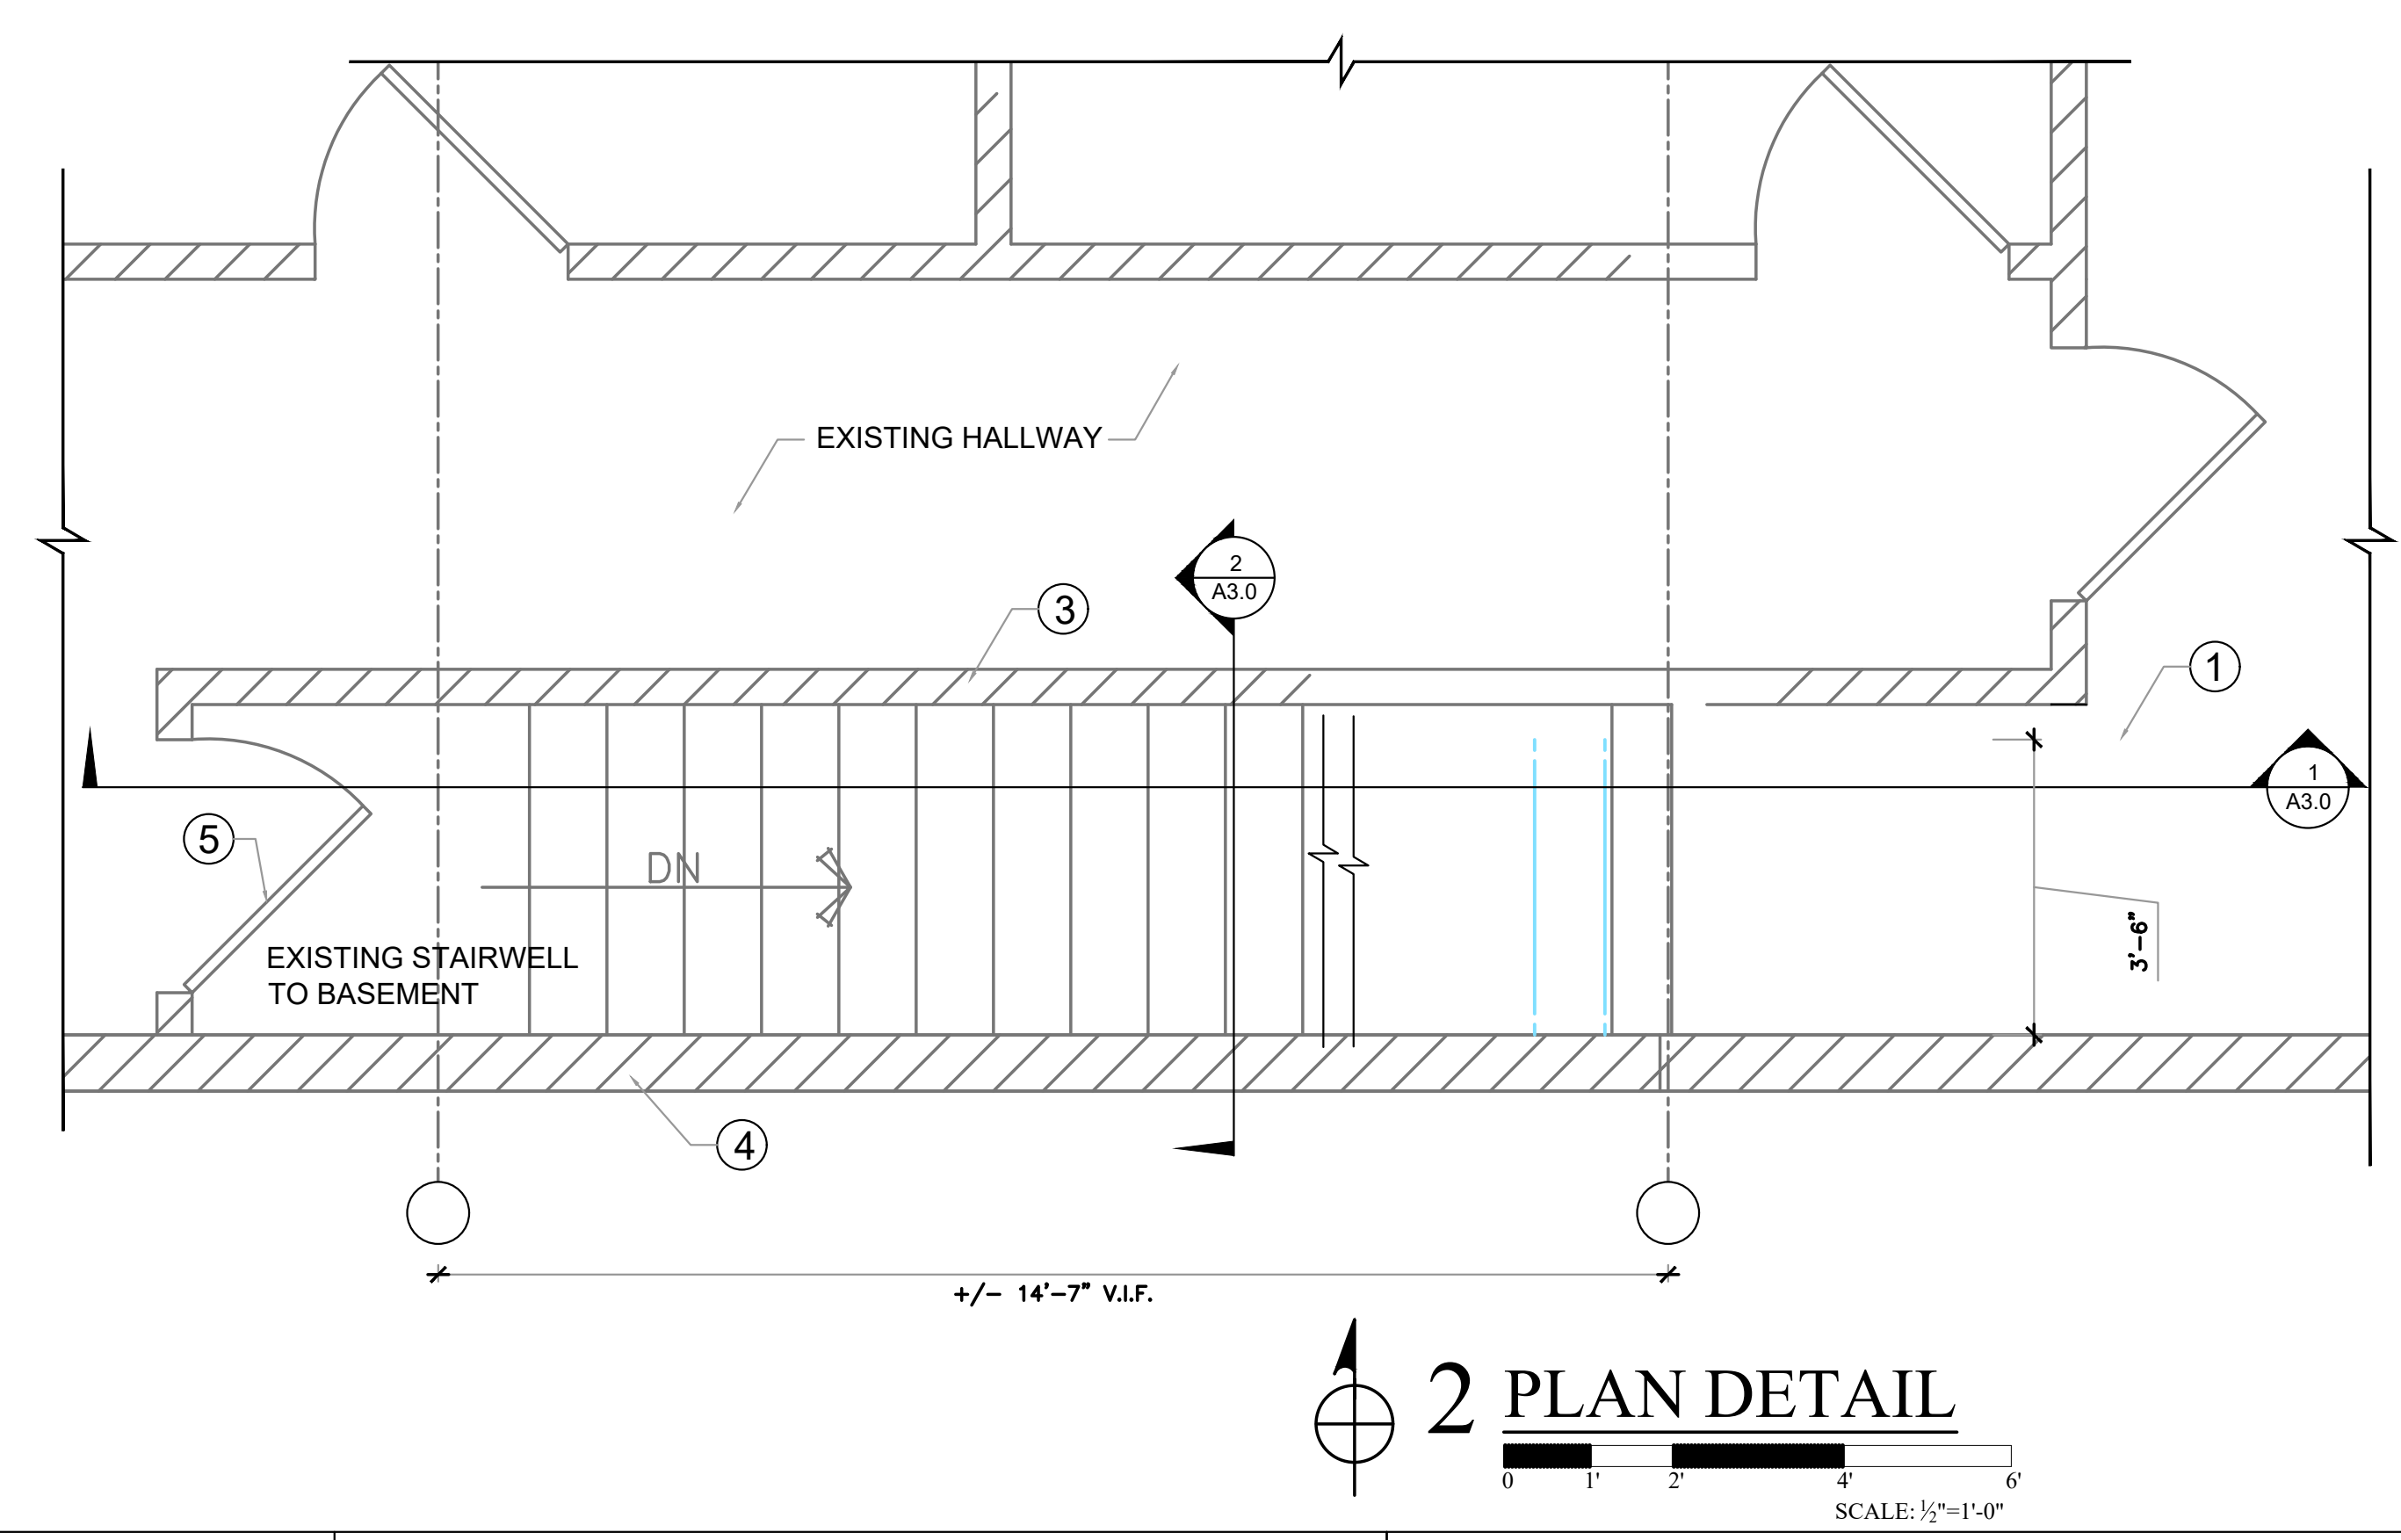 EXISTING HALLWAY
2
A3.0
3
1
1
A3.0
5
DN
EXISTING STAIRWELL
TO BASEMENT
3'-6"
4
+/- 14'-7" V.I.F.
2 PLAN DETAIL
0 1' 2' 4' 6'
SCALE: ½"=1'-0"